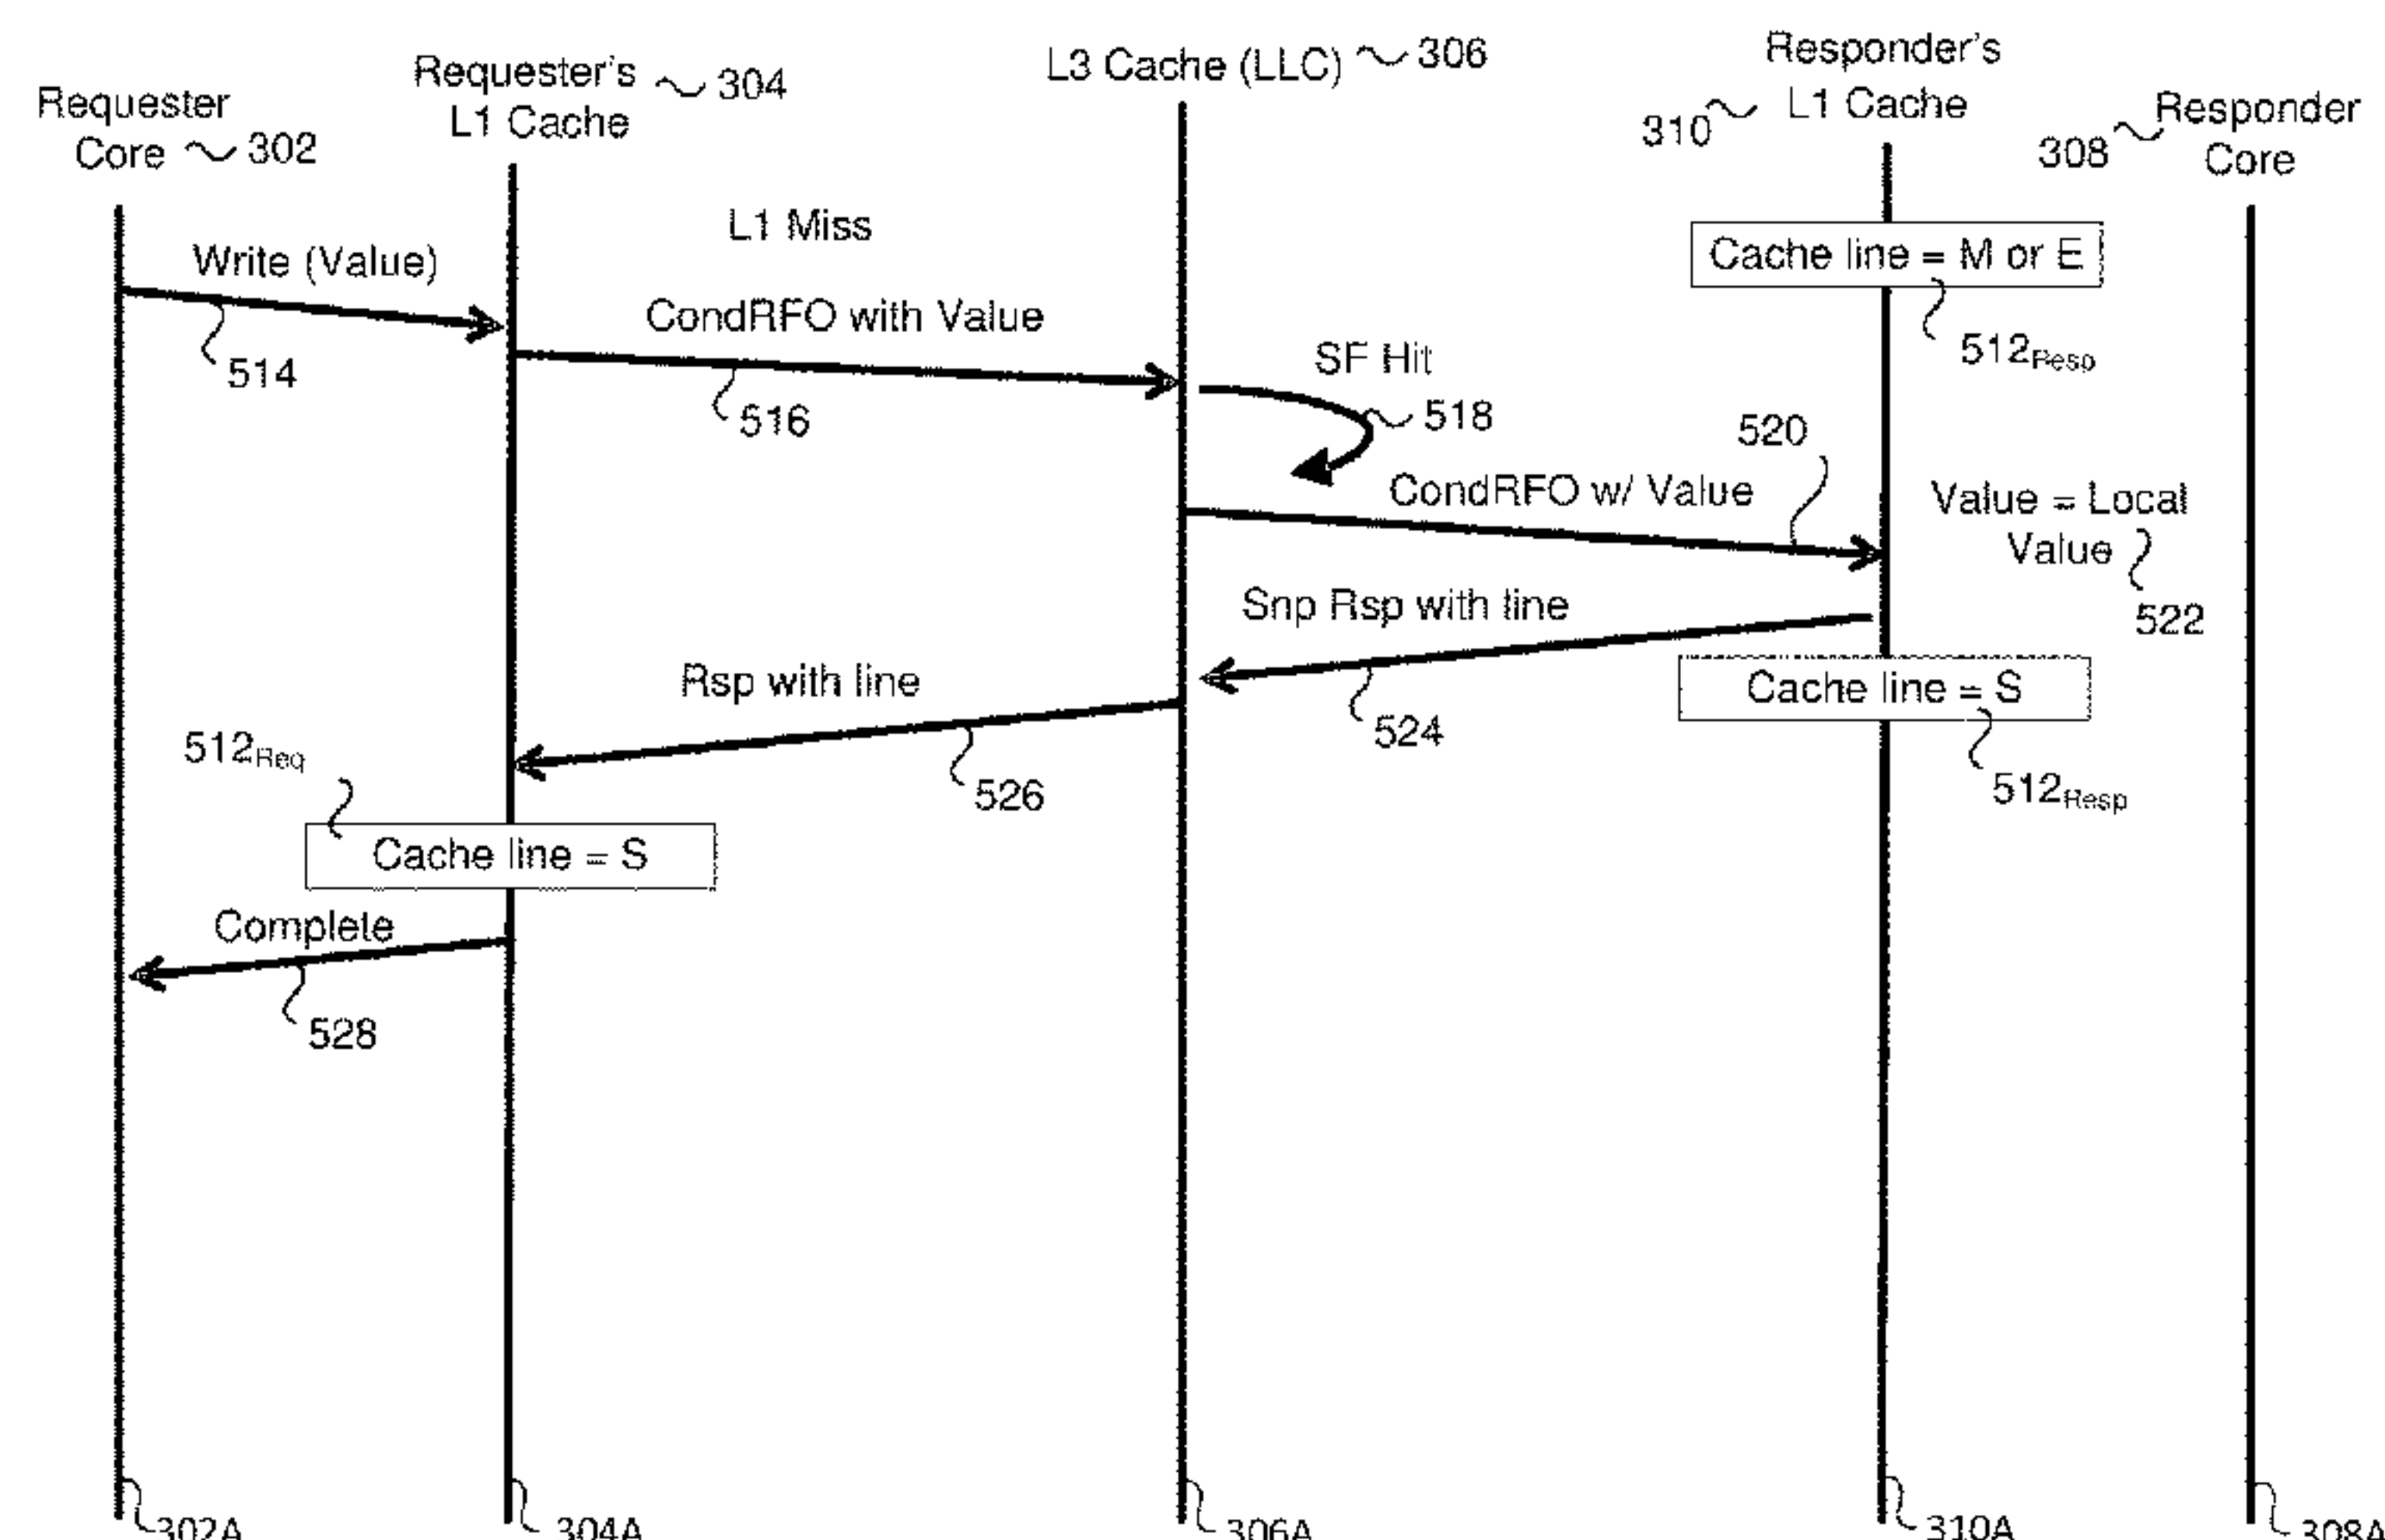 Requester
Core 302
Requester's 304
L1 Cache
L3 Cache (LLC) 306
Responder's
310 L1 Cache
308 Responder
Core
Write (Value)
514
L1 Miss
CondRFO with Value
516
SF Hit
518
Cache line = M or E
512Resp
520
CondRFO w/ Value
Value = Local
Value
522
Snp Rsp with line
524
Cache line = S
512Resp
Rsp with line
526
512Req
Cache line = S
Complete
528
302A
304A
306A
310A
308A